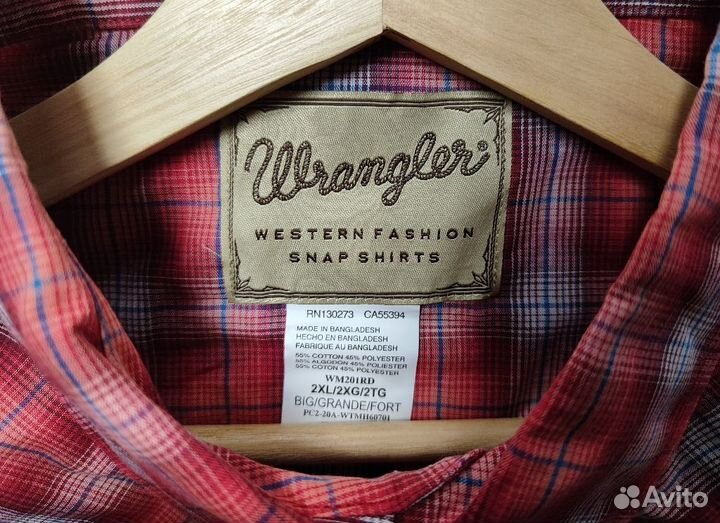 Wrangler®
WESTERN FASHION
SNAP SHIRTS
RN130273 CA55394
MADE IN BANGLADESH
HECHO EN BANGLADESH
FABRIQUE AU BANGLADESH
55% COTTON 45% POLYESTER
55% ALGODON 45% POLYESTER
55% COTON 45% POLYESTER
WM201RD
2XL/2XG/2TG
BIG/GRANDE/FORT
PC2-20A-WTMH60701
Avito